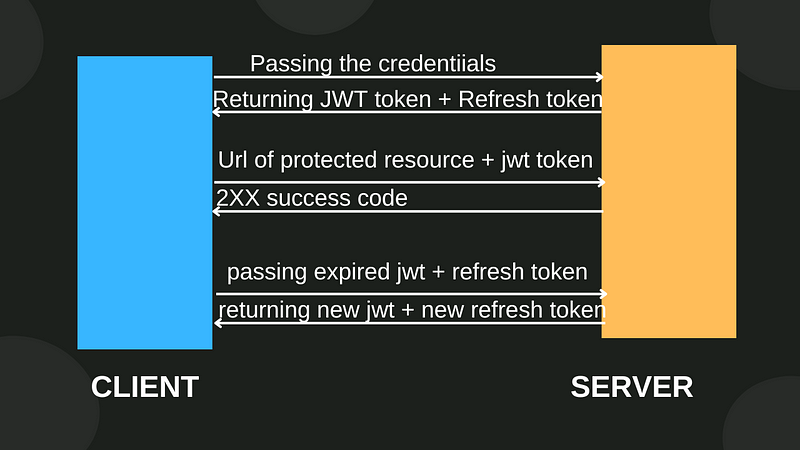 Passing the credentiials
Returning JWT token + Refresh token
Url of protected resource + jwt token
2XX success code
passing expired jwt + refresh token
returning new jwt + new refresh token
CLIENT
SERVER